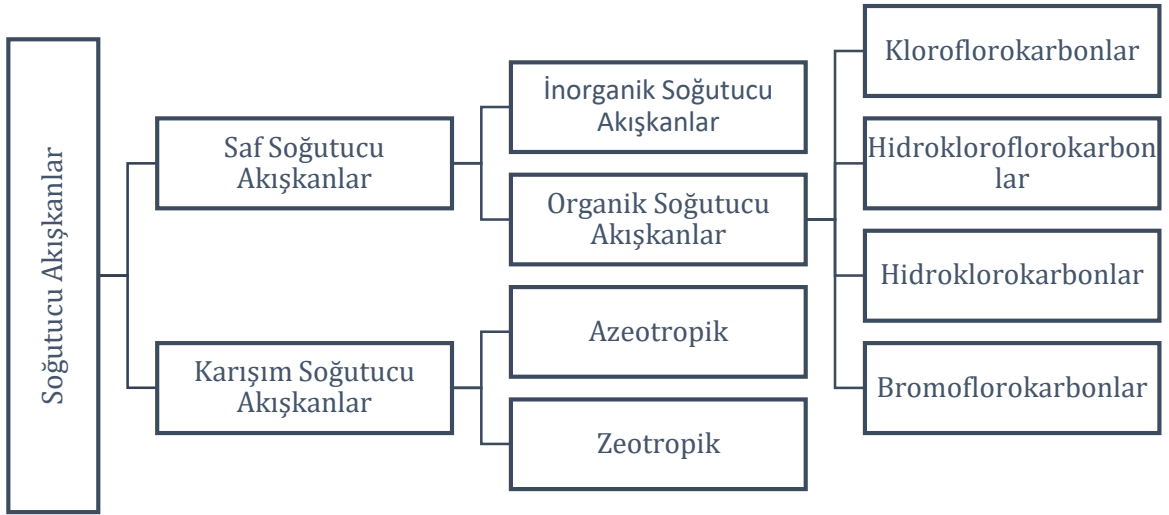 Soğutucu Akışkanlar
Saf Soğutucu
Akışkanlar
İnorganik Soğutucu
Akışkanlar
Organik Soğutucu
Akışkanlar
Kloroflorokarbonlar
Hidrokloroflorokarbon
lar
Hidroklorokarbonlar
Bromoflorokarbonlar
Karışım Soğutucu
Akışkanlar
Azeotropik
Zeotropik